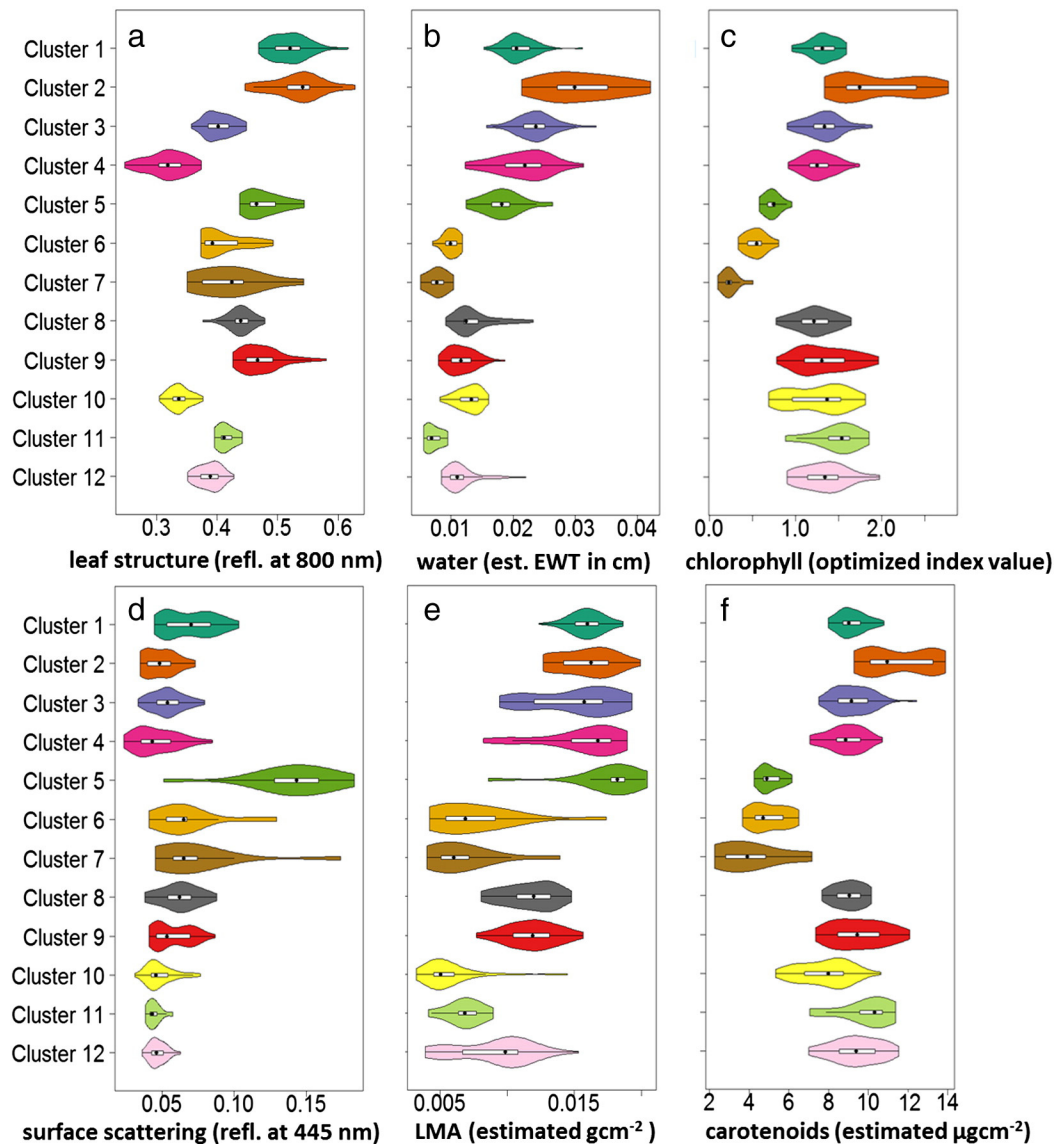 a
b
c
Cluster 1
Cluster 2
Cluster 3
Cluster 4
Cluster 5
Cluster 6
Cluster 7
Cluster 8
Cluster 9
Cluster 10
Cluster 11
Cluster 12
0.3 0.4 0.5 0.6
0.01 0.02 0.03 0.04
0.0 1.0 2.0
leaf structure (refl. at 800 nm)
water (est. EWT in cm)
chlorophyll (optimized index value)
d
e
f
Cluster 1
Cluster 2
Cluster 3
Cluster 4
Cluster 5
Cluster 6
Cluster 7
Cluster 8
Cluster 9
Cluster 10
Cluster 11
Cluster 12
0.05 0.10 0.15
0.005 0.015
2 4 6 8 10 12 14
surface scattering (refl. at 445 nm)
LMA (estimated gcm⁻²)
carotenoids (estimated µgcm⁻²)